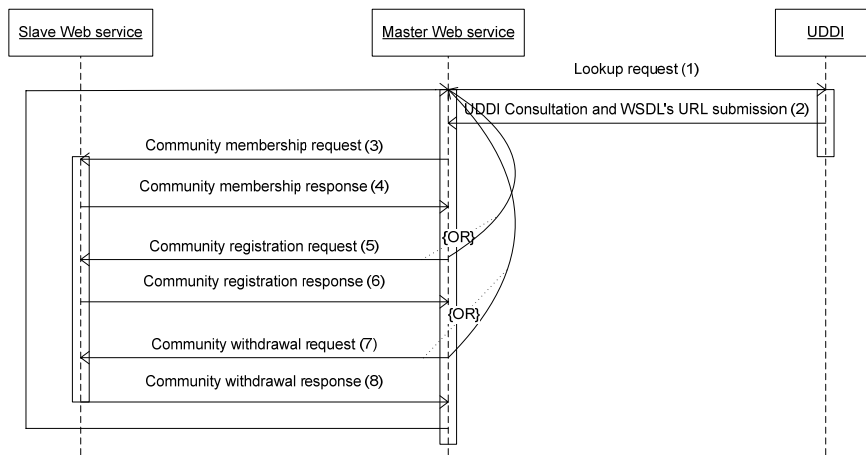 Slave Web service
Master Web service
UDDI
Lookup request (1)
UDDI Consultation and WSDL's URL submission (2)
Community membership request (3)
Community membership response (4)
{OR}
Community registration request (5)
Community registration response (6)
{OR}
Community withdrawal request (7)
Community withdrawal response (8)